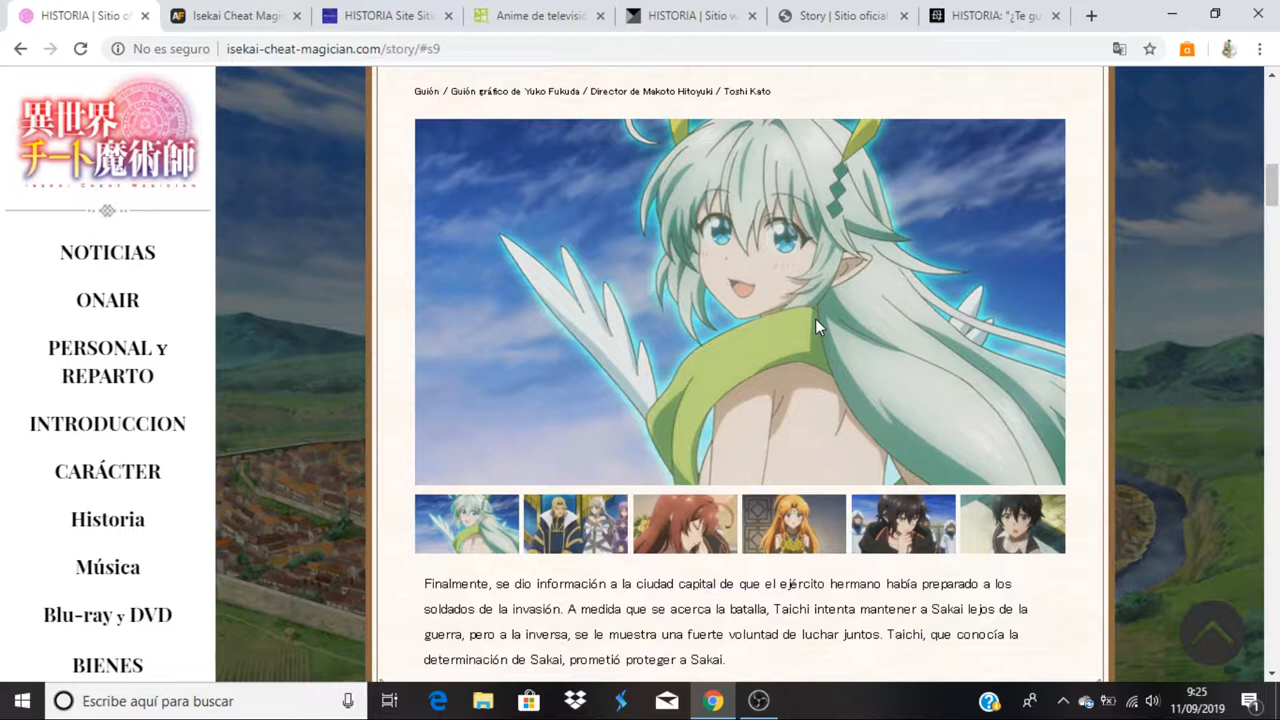 HISTORIA | Sitio of
Isekai Cheat Magi
HISTORIA Site Siti
Anime de televisió
HISTORIA | Sitio w
Story | Sitio oficial
HISTORIA: "¿Te gu
No es seguro
isekai-cheat-magician.com/story/#s9
異世界
チート魔術師
ISEKAI CHEAT MAGICIAN
NOTICIAS
ONAIR
PERSONAL Y
REPARTO
INTRODUCCION
CARÁCTER
Historia
Música
Blu-ray y DVD
BIENES
Guión / Guión gráfico de Yuko Fukuda / Director de Makoto Hitoyuki / Toshi Kato
Finalmente, se dio información a la ciudad capital de que el ejército hermano había preparado a los
soldados de la invasión. A medida que se acerca la batalla, Taichi intenta mantener a Sakai lejos de la
guerra, pero a la inversa, se le muestra una fuerte voluntad de luchar juntos. Taichi, que conocía la
determinación de Sakai, prometió proteger a Sakai.
Escribe aquí para buscar
9:25
11/09/2019